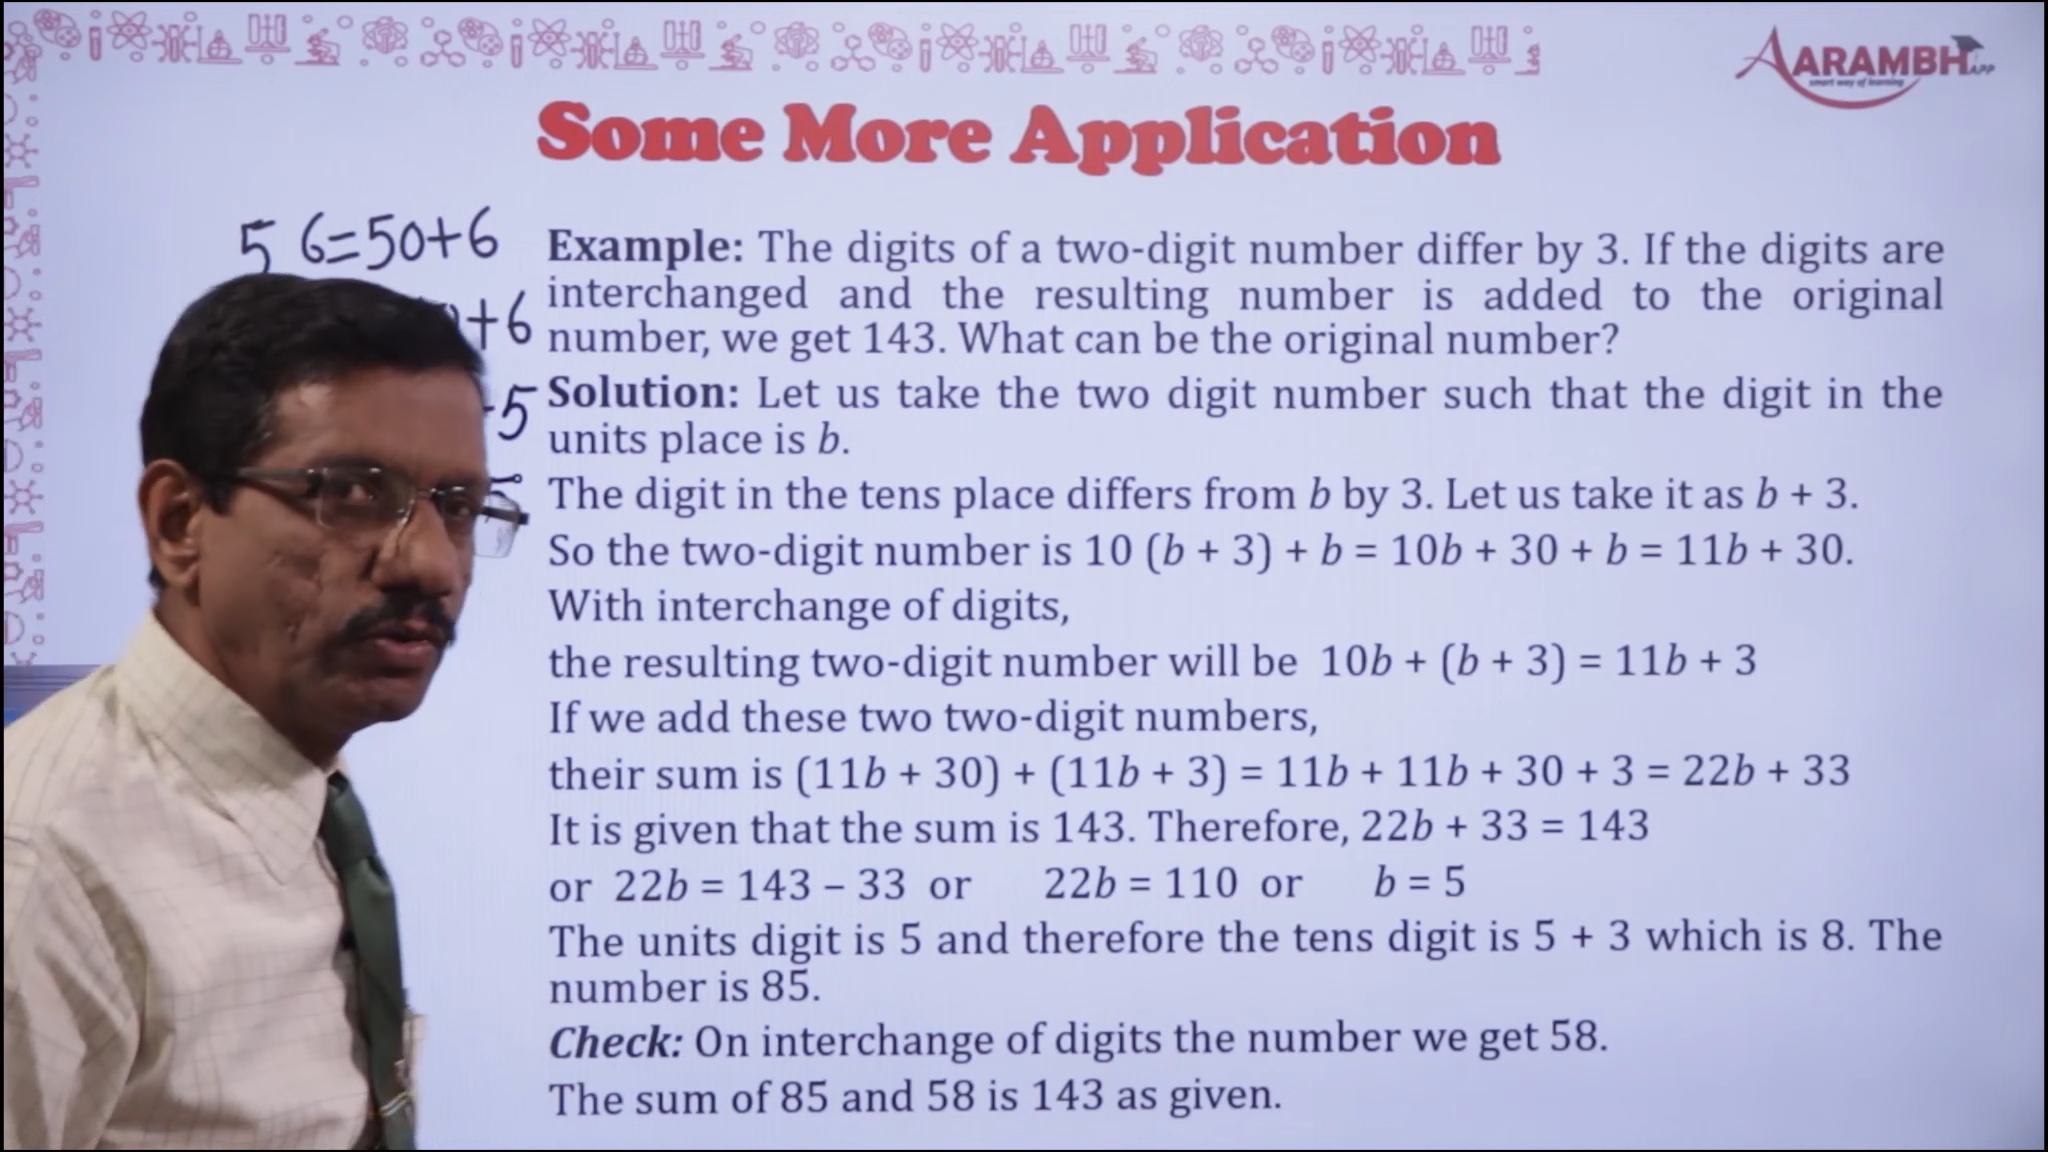 AARAMBH APP
smart way of learning
Some More Application
5 6=50+6
+6
5
Example: The digits of a two-digit number differ by 3. If the digits are
interchanged and the resulting number is added to the original
number, we get 143. What can be the original number?
Solution: Let us take the two digit number such that the digit in the
units place is b.
The digit in the tens place differs from b by 3. Let us take it as b + 3.
So the two-digit number is 10 (b + 3) + b = 10b + 30 + b = 11b + 30.
With interchange of digits,
the resulting two-digit number will be 10b + (b + 3) = 11b + 3
If we add these two two-digit numbers,
their sum is (11b + 30) + (11b + 3) = 11b + 11b + 30 + 3 = 22b + 33
It is given that the sum is 143. Therefore, 22b + 33 = 143
or 22b = 143 – 33 or 22b = 110 or b = 5
The units digit is 5 and therefore the tens digit is 5 + 3 which is 8. The
number is 85.
Check: On interchange of digits the number we get 58.
The sum of 85 and 58 is 143 as given.